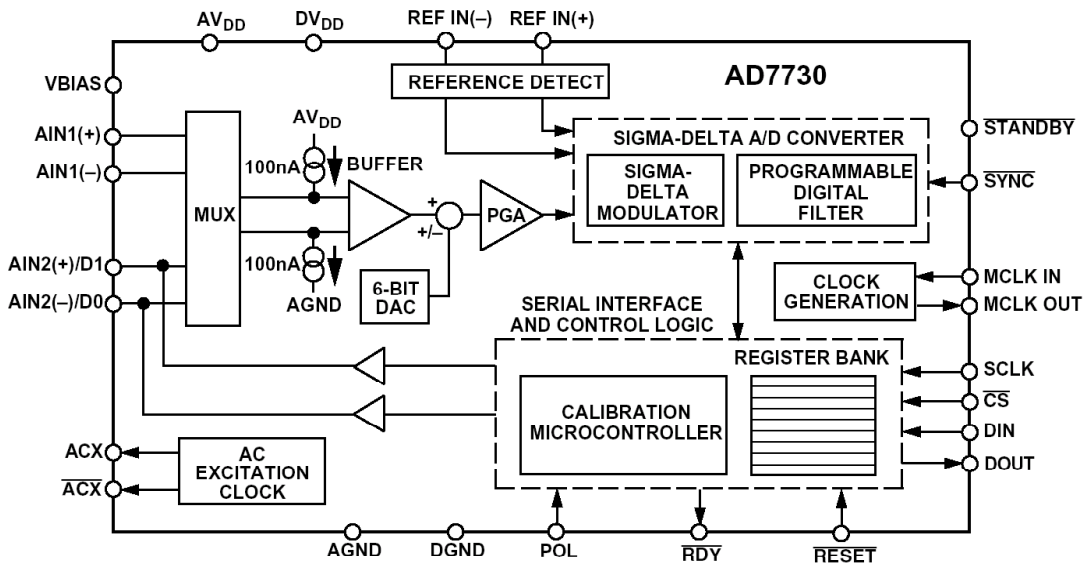 AVDD
DVDD
REF IN(–)
REF IN(+)
REFERENCE DETECT
AD7730
VBIAS
AIN1(+)
AIN1(–)
MUX
AVDD
100nA
BUFFER
100nA
AGND
+
+/–
6-BIT
DAC
PGA
SIGMA-DELTA A/D CONVERTER
SIGMA-
DELTA
MODULATOR
PROGRAMMABLE
DIGITAL
FILTER
STANDBY
SYNC
AIN2(+)/D1
AIN2(–)/D0
CLOCK
GENERATION
MCLK IN
MCLK OUT
SERIAL INTERFACE
AND CONTROL LOGIC
REGISTER BANK
CALIBRATION
MICROCONTROLLER
SCLK
CS
DIN
DOUT
ACX
ACX
AC
EXCITATION
CLOCK
AGND
DGND
POL
RDY
RESET